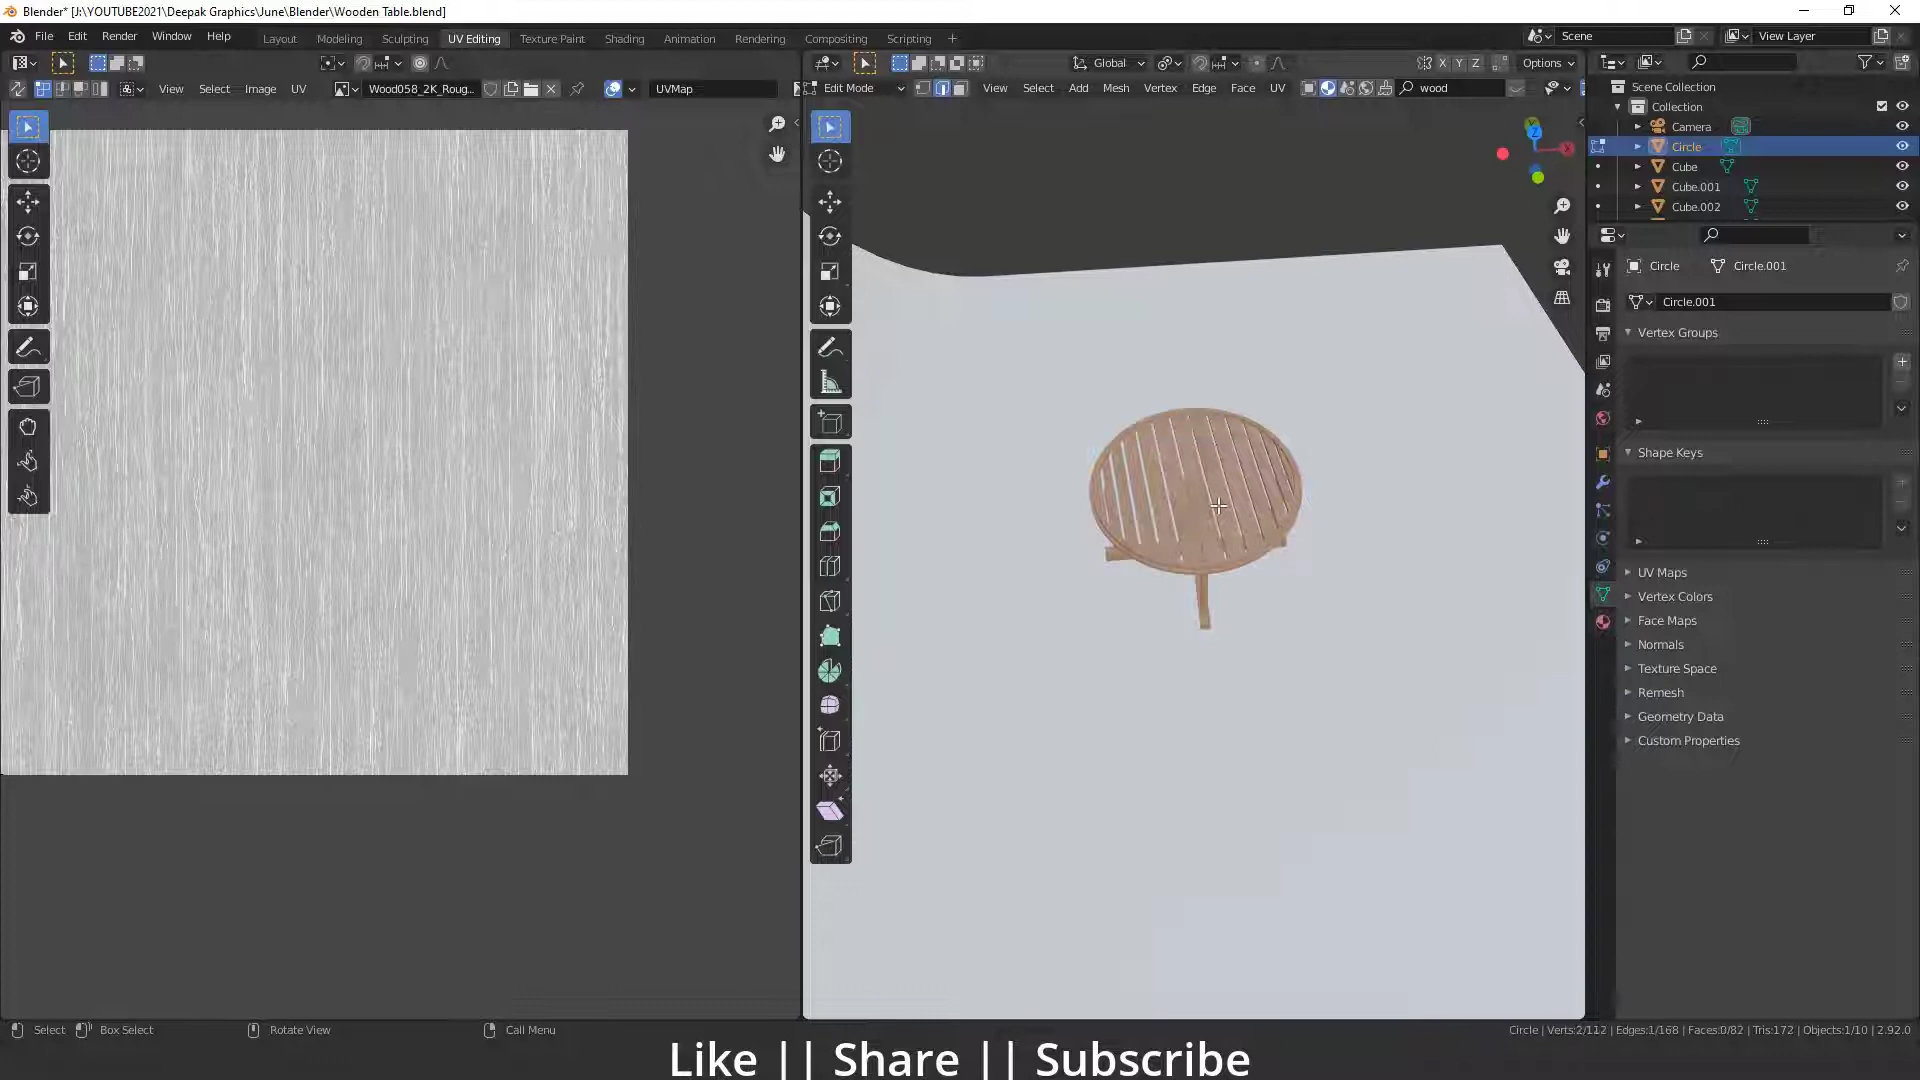 Blender* [J:\YOUTUBE2021\Deepak Graphics\June\Blender\Wooden Table.blend]
File Edit Render Window Help Layout Modeling Sculpting UV Editing Texture Paint Shading Animation Rendering Compositing Scripting + Scene View Layer
Global X Y Z Options
View Select Image UV Wood058_2K_Roug... UVMap Edit Mode View Select Add Mesh Vertex Edge Face UV wood
Scene Collection
Collection
Camera
Circle
Cube
Cube.001
Cube.002
Circle Circle.001
Circle.001
Vertex Groups
Shape Keys
UV Maps
Vertex Colors
Face Maps
Normals
Texture Space
Remesh
Geometry Data
Custom Properties
Select Box Select Rotate View Call Menu Circle | Verts:2/112 | Edges:1/168 | Faces:0/82 | Tris:172 | Objects:1/10 | 2.92.0
Like || Share || Subscribe